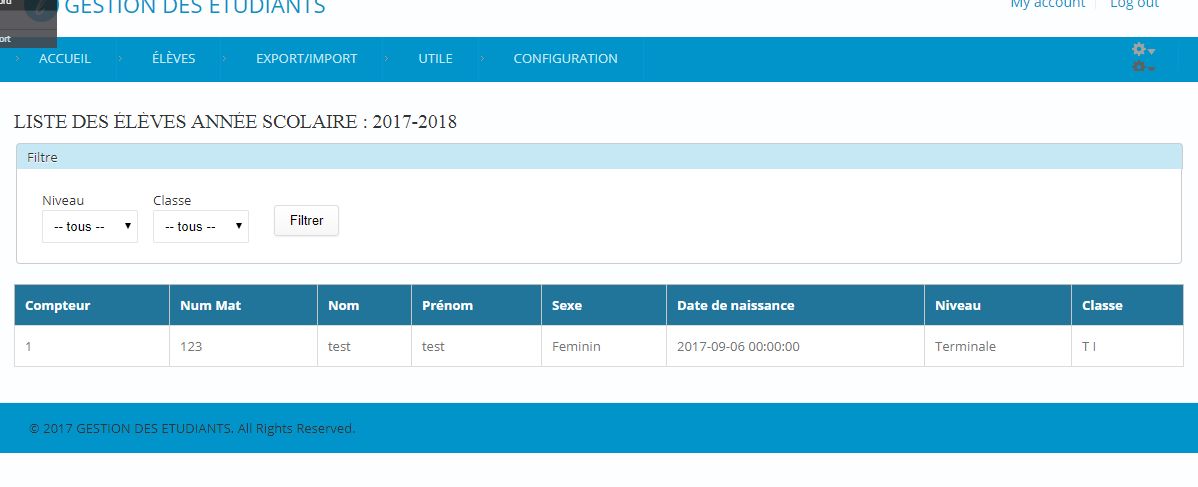 GESTION DES ETUDIANTS
My account
Log out
ort
ACCUEIL
ÉLÈVES
EXPORT/IMPORT
UTILE
CONFIGURATION
LISTE DES ÉLÈVES ANNÉE SCOLAIRE : 2017-2018
Filtre
Niveau Classe
-- tous -- -- tous -- Filtrer
Compteur Num Mat Nom Prénom Sexe Date de naissance Niveau Classe
1 123 test test Feminin 2017-09-06 00:00:00 Terminale T I
© 2017 GESTION DES ETUDIANTS. All Rights Reserved.